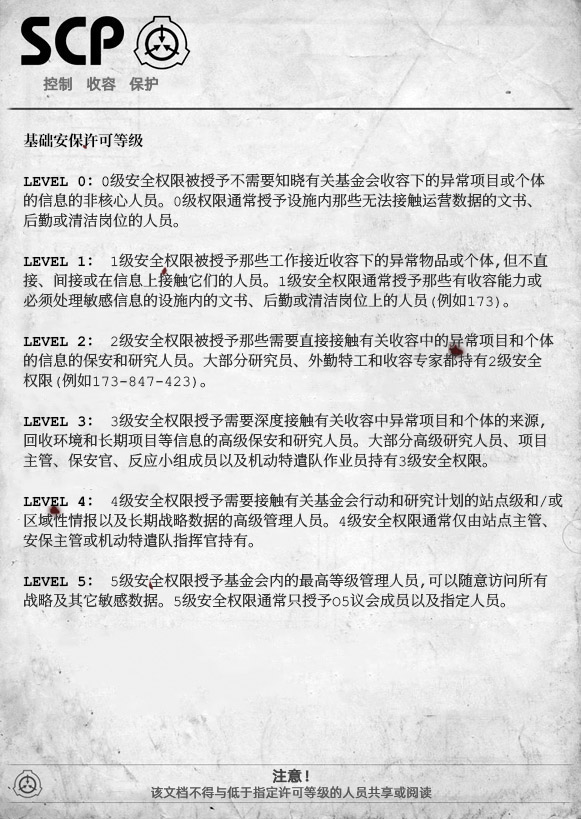 SCP
控制 收容 保护
基础安保许可等级
LEVEL 0: 0级安全权限被授予不需要知晓有关基金会收容下的异常项目或个体
的信息的非核心人员。0级权限通常授予设施内那些无法接触运营数据的文书、
后勤或清洁岗位的人员。
LEVEL 1: 1级安全权限被授予那些工作接近收容下的异常物品或个体,但不直
接、间接或在信息上接触它们的人员。1级安全权限通常授予那些有收容能力或
必须处理敏感信息的设施内的文书、后勤或清洁岗位上的人员(例如173)。
LEVEL 2: 2级安全权限被授予那些需要直接接触有关收容中的异常项目和个体
的信息的保安和研究人员。大部分研究员、外勤特工和收容专家都持有2级安全
权限(例如173-847-423)。
LEVEL 3: 3级安全权限授予需要深度接触有关收容中异常项目和个体的来源,
回收环境和长期项目等信息的高级保安和研究人员。大部分高级研究人员、项目
主管、保安官、反应小组成员以及机动特遣队作业员持有3级安全权限。
LEVEL 4: 4级安全权限授予需要接触有关基金会行动和研究计划的站点级和/或
区域性情报以及长期战略数据的高级管理人员。4级安全权限通常仅由站点主管、
安保主管或机动特遣队指挥官持有。
LEVEL 5: 5级安全权限授予基金会内的最高等级管理人员,可以随意访问所有
战略及其它敏感数据。5级安全权限通常只授予O5议会成员以及指定人员。
注意!
该文档不得与低于指定许可等级的人员共享或阅读